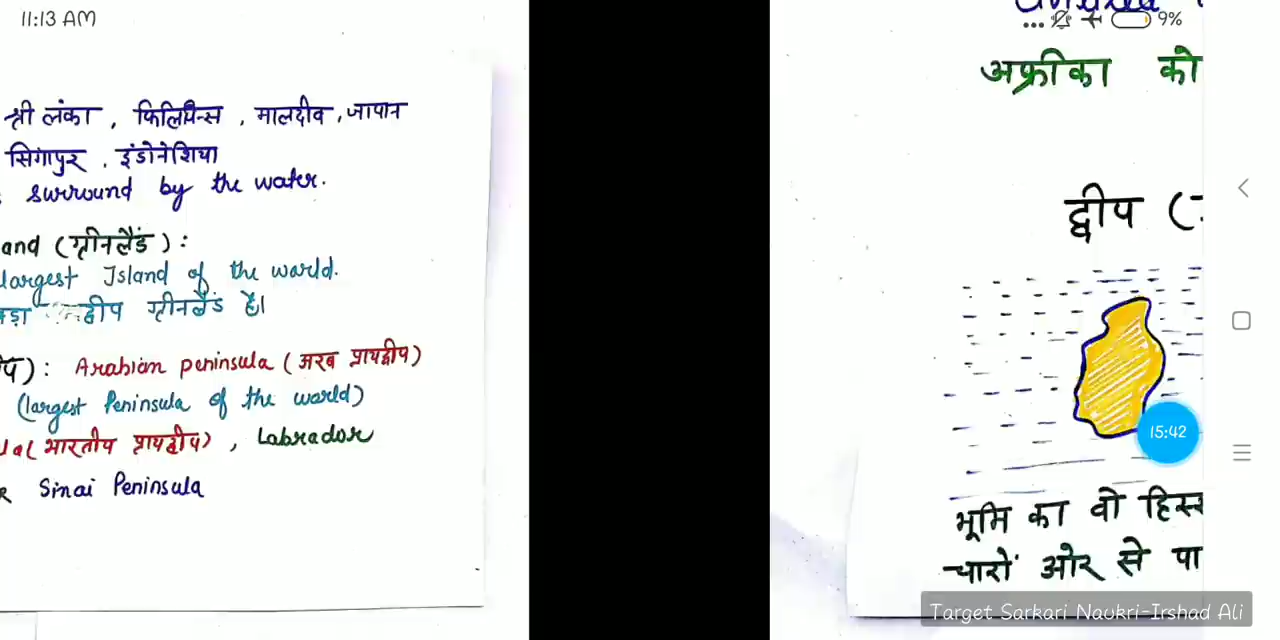 11:13 AM
श्री लंका , फिलिपिन्स , मालदीव , जापान
सिंगापुर , इंडोनेशिया
surround by the water.
and (ग्रीनलैंड) :
largest Island of the world.
द्वीप ग्रीनलैंड है।
: Arabian peninsula (अरब प्रायद्वीप)
(largest Peninsula of the world)
(भारतीय प्रायद्वीप) , Labrador
Sinai Peninsula
9%
अफ्रीका को
द्वीप (
15:42
भूमि का वो हिस्स
चारों ओर से पा
Target Sarkari Naukri-Irshad Ali